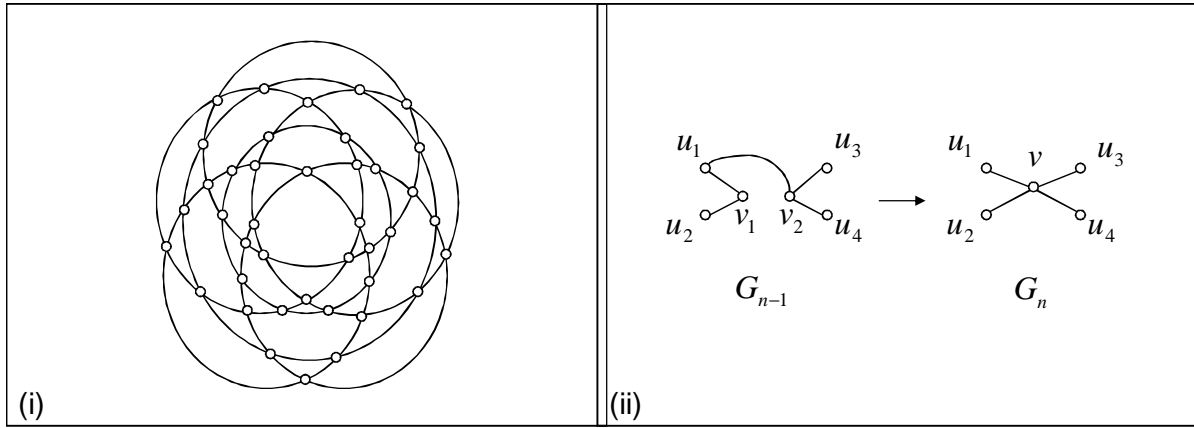 u₁ u₃ u₁ v u₃
u₂ v₁ v₂ u₄ u₂ u₄
Gₙ₋₁ Gₙ
(i) (ii)